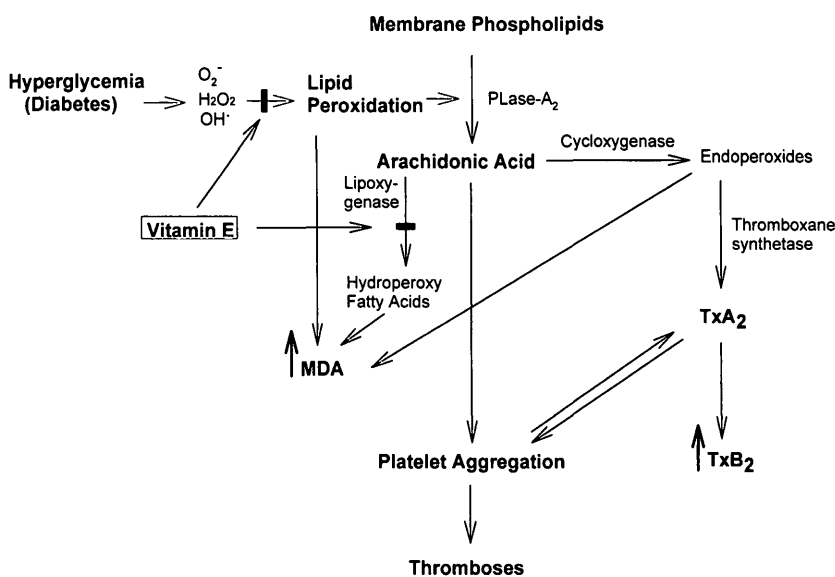 Membrane Phospholipids
Hyperglycemia
(Diabetes)
O2-
H2O2
OH·
Lipid
Peroxidation
PLase-A2
Arachidonic Acid
Cycloxygenase
Endoperoxides
Lipoxy-
genase
Vitamin E
Thromboxane
synthetase
Hydroperoxy
Fatty Acids
TxA2
MDA
Platelet Aggregation
TxB2
Thromboses